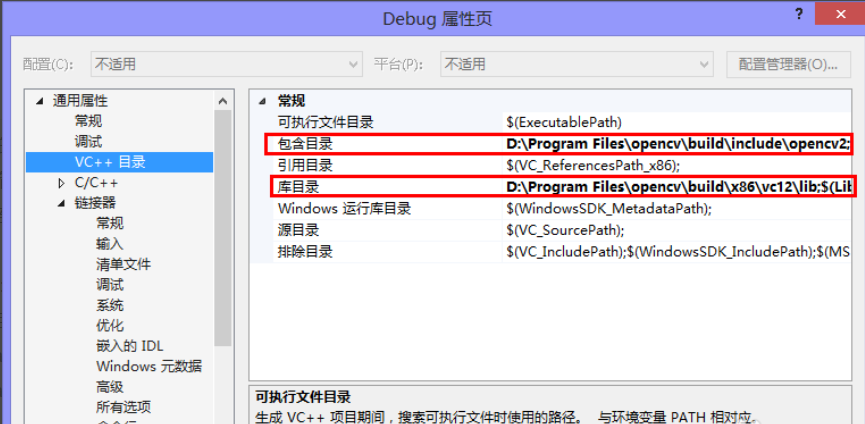 Debug 属性页
? ×
配置(C): 不适用 平台(P): 不适用 配置管理器(O)...
通用属性
常规
调试
VC++ 目录
C/C++
链接器
常规
输入
清单文件
调试
系统
优化
嵌入的 IDL
Windows 元数据
高级
所有选项
常规
可执行文件目录 $(ExecutablePath)
包含目录 D:\Program Files\opencv\build\include\opencv2;
引用目录 $(VC_ReferencesPath_x86);
库目录 D:\Program Files\opencv\build\x86\vc12\lib;$(Lib
Windows 运行库目录 $(WindowsSDK_MetadataPath);
源目录 $(VC_SourcePath);
排除目录 $(VC_IncludePath);$(WindowsSDK_IncludePath);$(MS
可执行文件目录
生成 VC++ 项目期间，搜索可执行文件时使用的路径。 与环境变量 PATH 相对应。